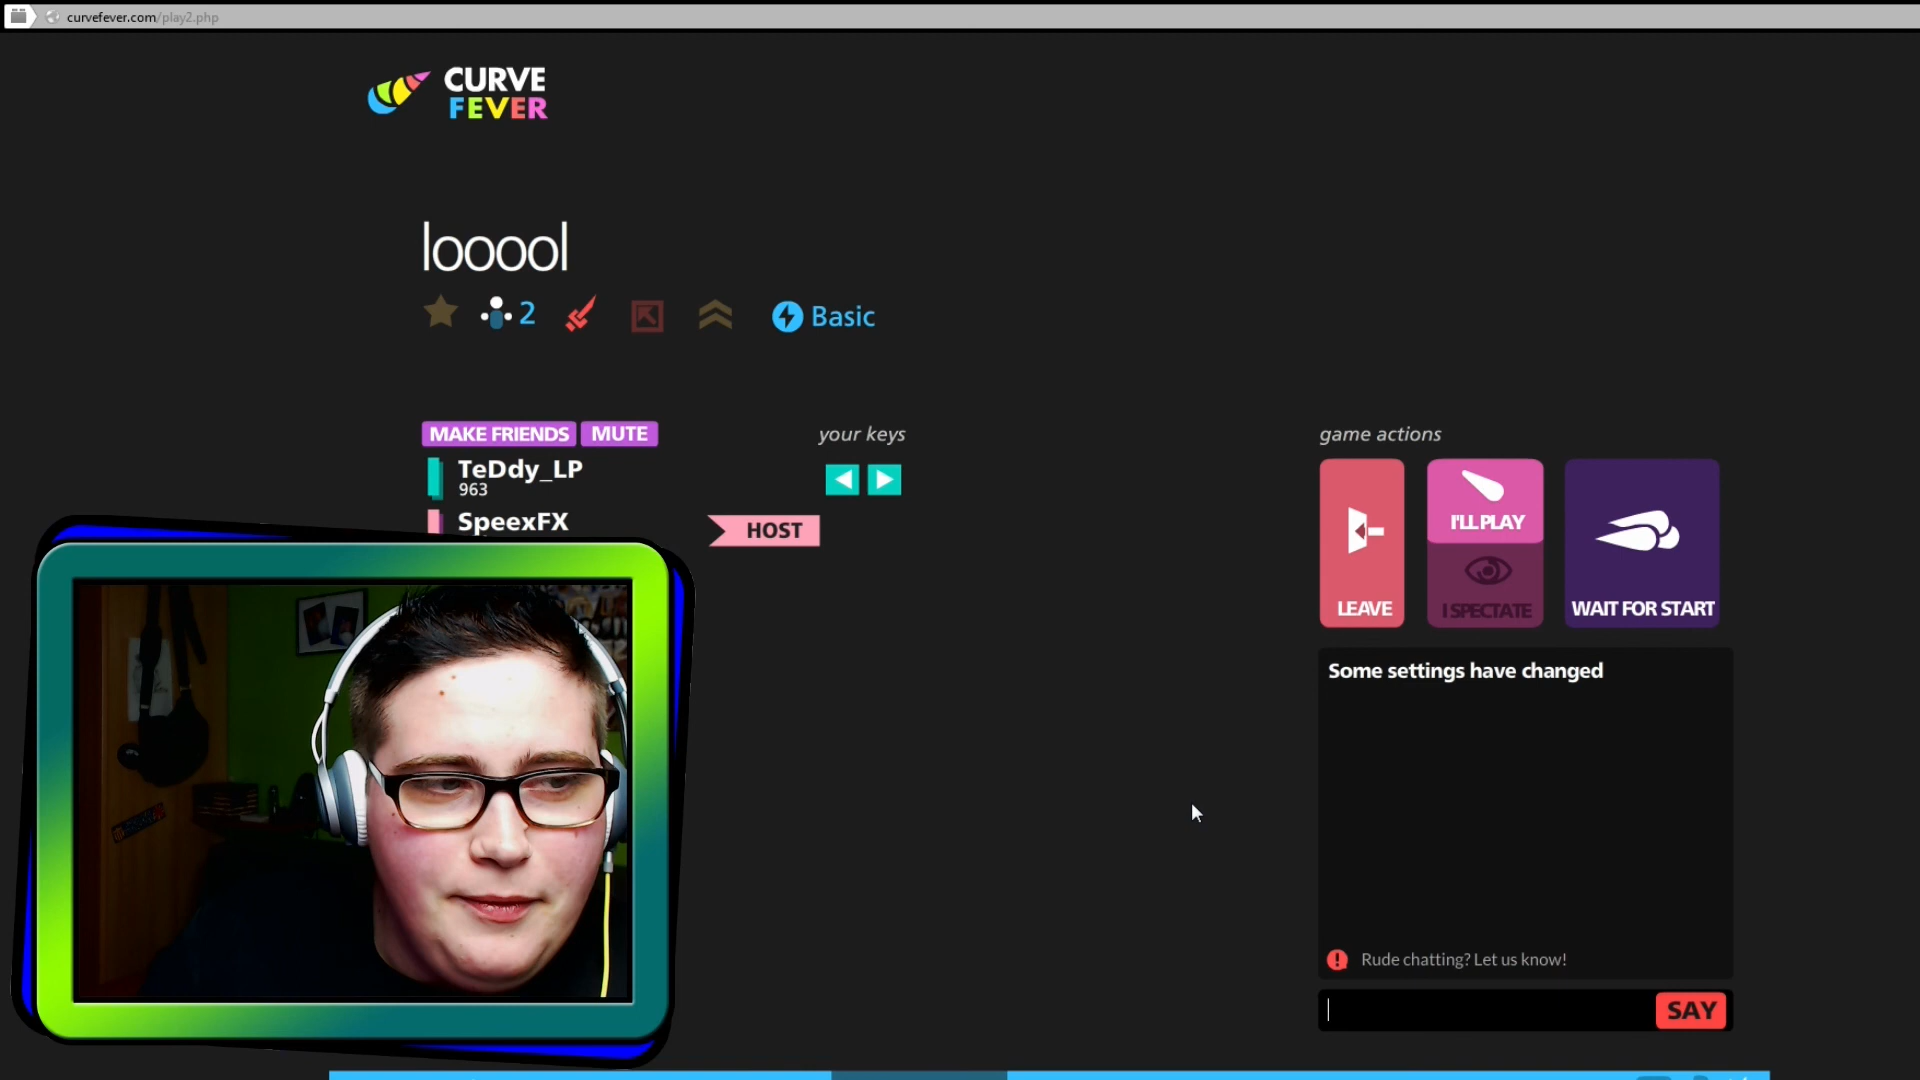 curvefever.com/play2.php
CURVE
FEVER
looool
2
Basic
MAKE FRIENDS
MUTE
your keys
game actions
TeDdy_LP
963
SpeexFX
HOST
I'LL PLAY
I SPECTATE
LEAVE
WAIT FOR START
Some settings have changed
Rude chatting? Let us know!
SAY